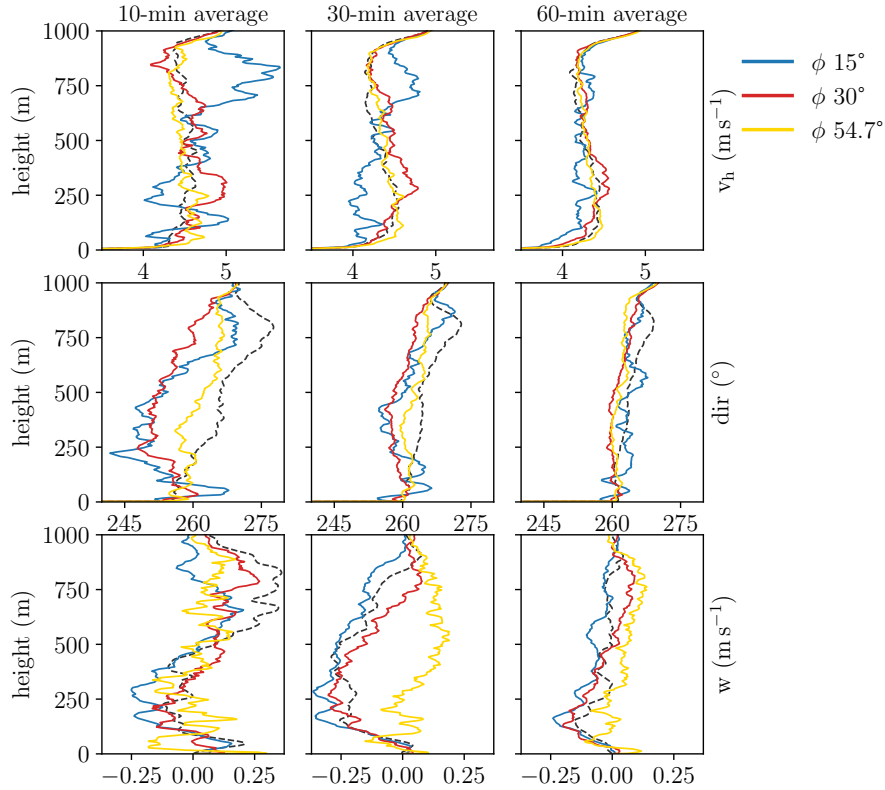 10-min average 30-min average 60-min average
1000
750
500
250
0
height (m)
4 5 4 5 4 5
v_h (m s⁻¹)
ϕ 15°
ϕ 30°
ϕ 54.7°
1000
750
500
250
0
height (m)
245 260 275 245 260 275 245 260 275
dir (°)
1000
750
500
250
0
height (m)
−0.25 0.00 0.25 −0.25 0.00 0.25 −0.25 0.00 0.25
w (m s⁻¹)